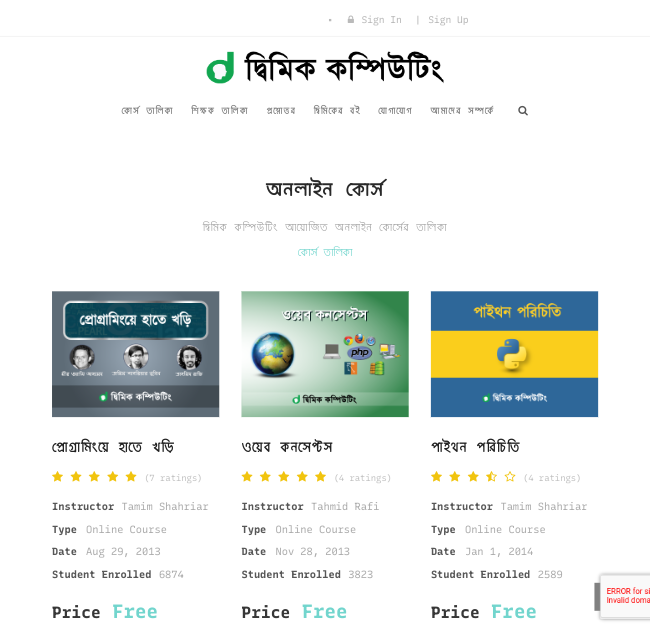 • Sign In | Sign Up
দ্বিমিক কম্পিউটিং
কোর্স তালিকা শিক্ষক তালিকা প্রশ্নোত্তর দ্বিমিকের বই যোগাযোগ আমাদের সম্পর্কে
অনলাইন কোর্স
দ্বিমিক কম্পিউটিং আয়োজিত অনলাইন কোর্সের তালিকা
কোর্স তালিকা
প্রোগ্রামিংয়ে হাতে খড়ি
দ্বিমিক কম্পিউটিং
ওয়েব কনসেপ্টস
php
দ্বিমিক কম্পিউটিং
পাইথন পরিচিতি
দ্বিমিক কম্পিউটিং
প্রোগ্রামিংয়ে হাতে খড়ি
(7 ratings)
Instructor Tamim Shahriar
Type Online Course
Date Aug 29, 2013
Student Enrolled 6874
Price Free
ওয়েব কনসেপ্টস
(4 ratings)
Instructor Tahmid Rafi
Type Online Course
Date Nov 28, 2013
Student Enrolled 3823
Price Free
পাইথন পরিচিতি
(4 ratings)
Instructor Tamim Shahriar
Type Online Course
Date Jan 1, 2014
Student Enrolled 2589
Price Free
ERROR for si
Invalid doma